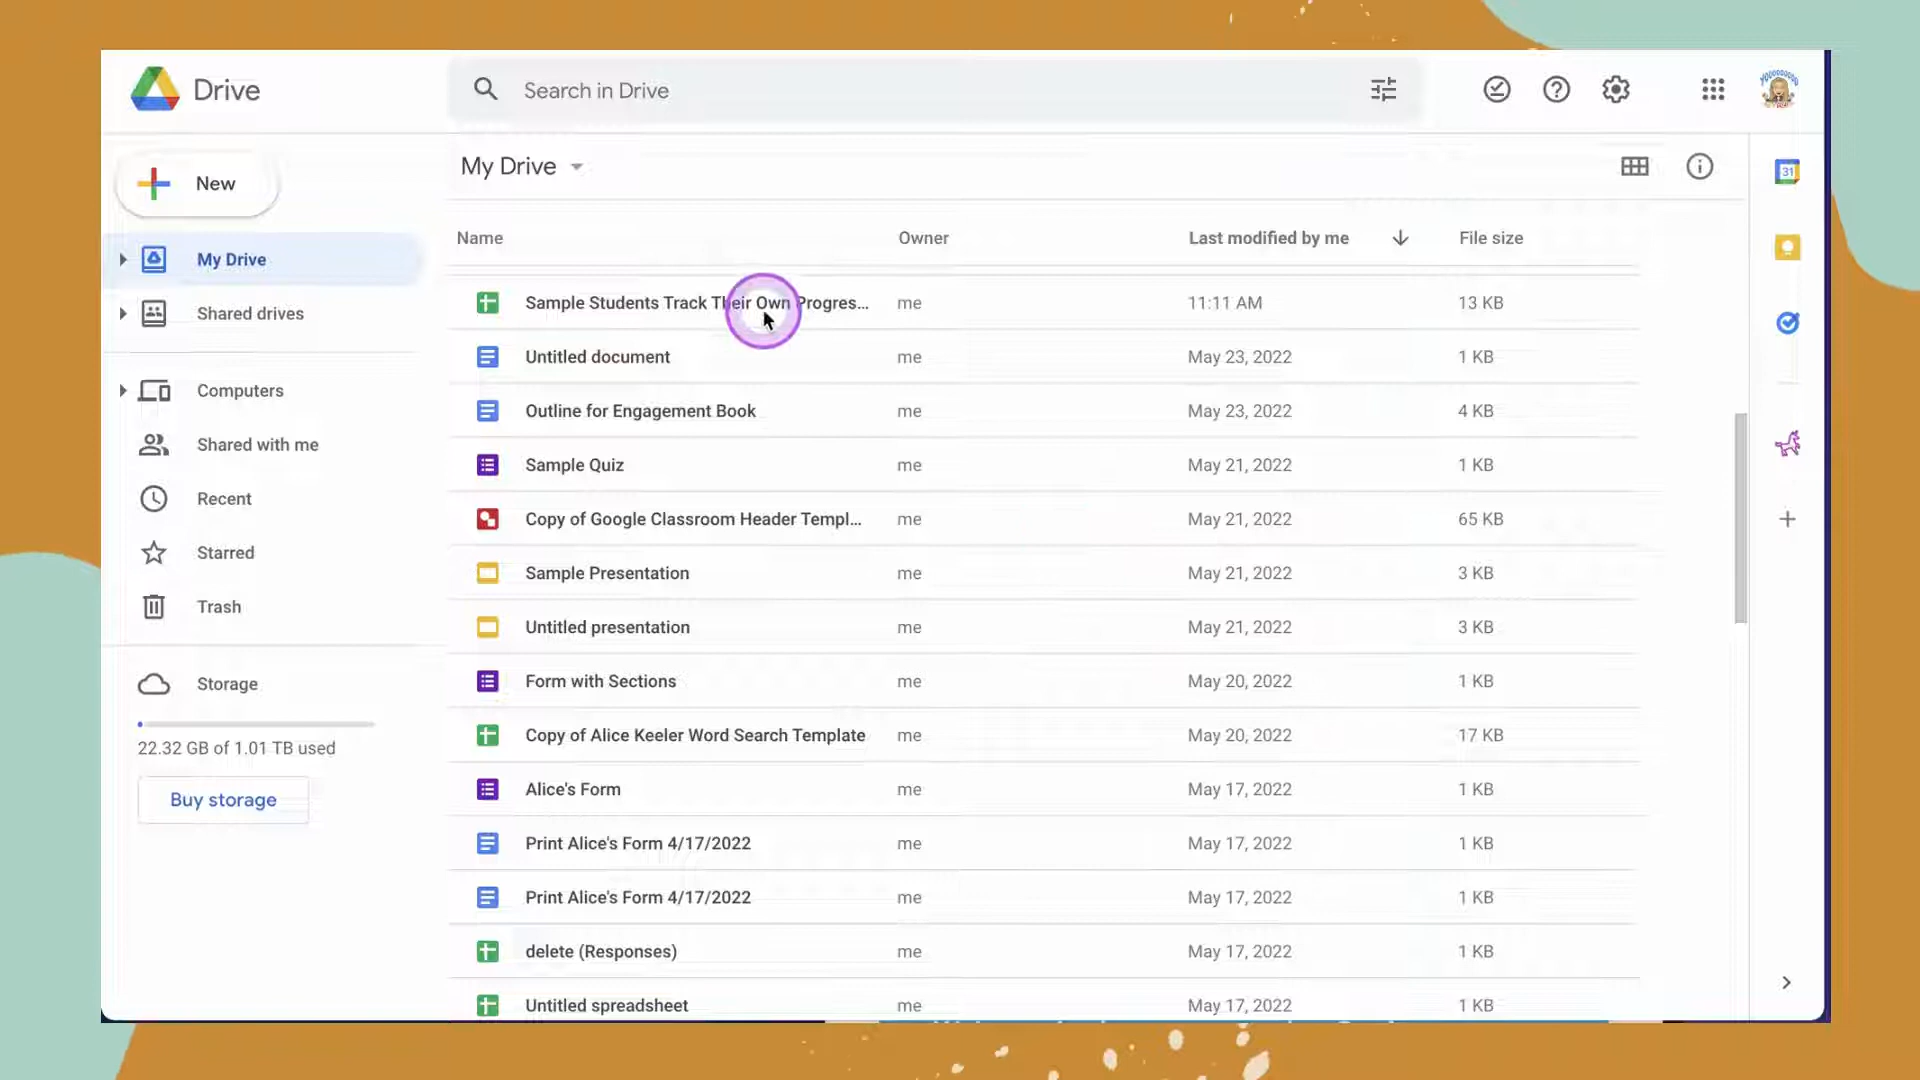 Drive
Search in Drive
New
My Drive
Name Owner Last modified by me File size
My Drive
Shared drives
Computers
Shared with me
Recent
Starred
Trash
Storage
22.32 GB of 1.01 TB used
Buy storage
Sample Students Track Their Own Progres... me 11:11 AM 13 KB
Untitled document me May 23, 2022 1 KB
Outline for Engagement Book me May 23, 2022 4 KB
Sample Quiz me May 21, 2022 1 KB
Copy of Google Classroom Header Templ... me May 21, 2022 65 KB
Sample Presentation me May 21, 2022 3 KB
Untitled presentation me May 21, 2022 3 KB
Form with Sections me May 20, 2022 1 KB
Copy of Alice Keeler Word Search Template me May 20, 2022 17 KB
Alice's Form me May 17, 2022 1 KB
Print Alice's Form 4/17/2022 me May 17, 2022 1 KB
Print Alice's Form 4/17/2022 me May 17, 2022 1 KB
delete (Responses) me May 17, 2022 1 KB
Untitled spreadsheet me May 17, 2022 1 KB
31